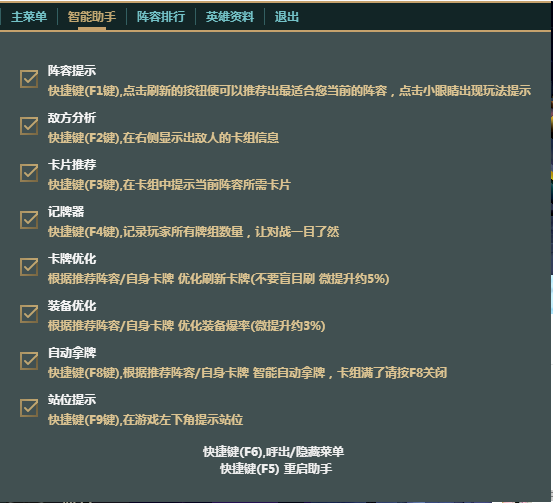 主菜单 智能助手 阵容排行 英雄资料 退出
阵容提示
快捷键(F1键),点击刷新的按钮便可以推荐出最适合您当前的阵容，点击小眼睛出现玩法提示
敌方分析
快捷键(F2键),在右侧显示出敌人的卡组信息
卡片推荐
快捷键(F3键),在卡组中提示当前阵容所需卡片
记牌器
快捷键(F4键),记录玩家所有牌组数量，让对战一目了然
卡牌优化
根据推荐阵容/自身卡牌 优化刷新卡牌(不要盲目刷 微提升约5%)
装备优化
根据推荐阵容/自身卡牌 优化装备爆率(微提升约3%)
自动拿牌
快捷键(F8键),根据推荐阵容/自身卡牌 智能自动拿牌，卡组满了请按F8关闭
站位提示
快捷键(F9键),在游戏左下角提示站位
快捷键(F6),呼出/隐藏菜单
快捷键(F5) 重启助手